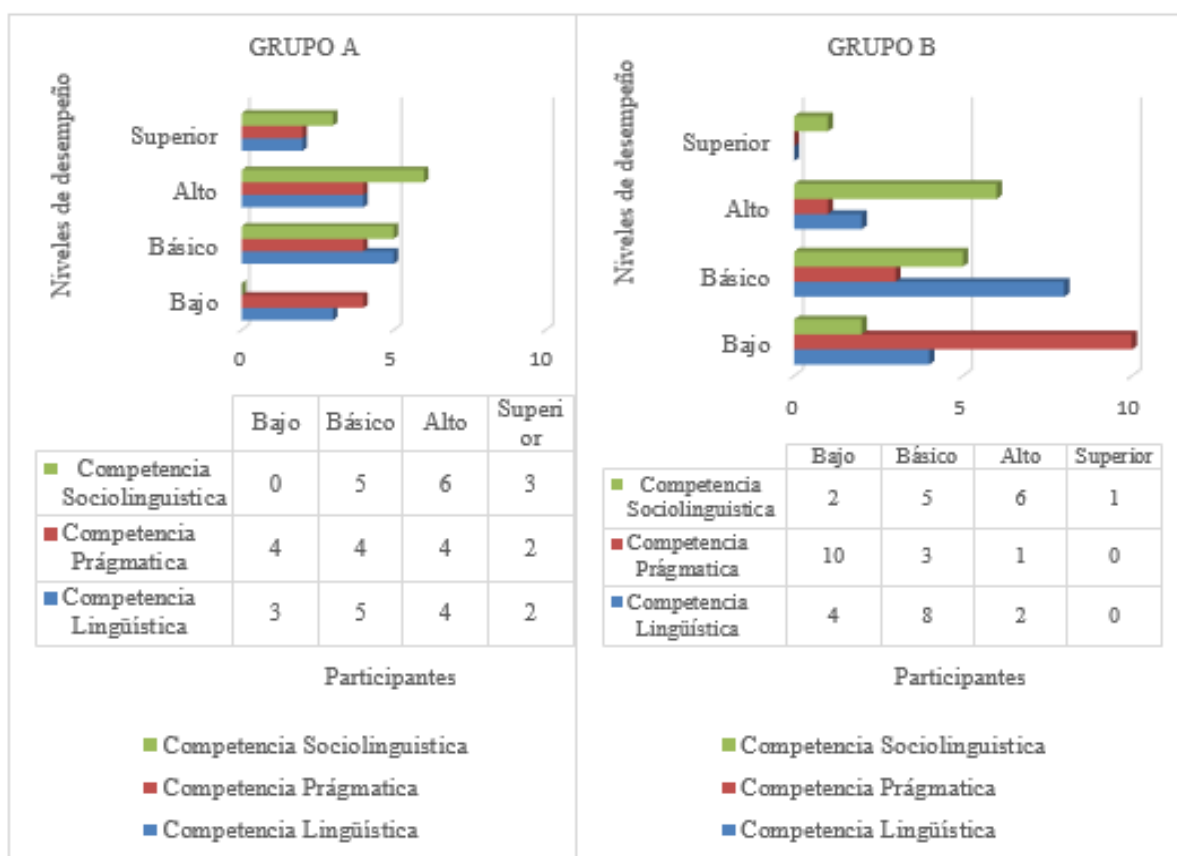 GRUPO A
Niveles de desempeño
Superior
Alto
Básico
Bajo
0 5 10
Bajo Básico Alto Superi
or
Competencia
Sociolinguistica 0 5 6 3
Competencia
Prágmatica 4 4 4 2
Competencia
Lingüística 3 5 4 2
Participantes
Competencia Sociolinguistica
Competencia Prágmatica
Competencia Lingüística
GRUPO B
Niveles de desempeño
Superior
Alto
Básico
Bajo
0 5 10
Bajo Básico Alto Superior
Competencia
Sociolinguistica 2 5 6 1
Competencia
Prágmatica 10 3 1 0
Competencia
Lingüística 4 8 2 0
Participantes
Competencia Sociolinguistica
Competencia Prágmatica
Competencia Lingüística